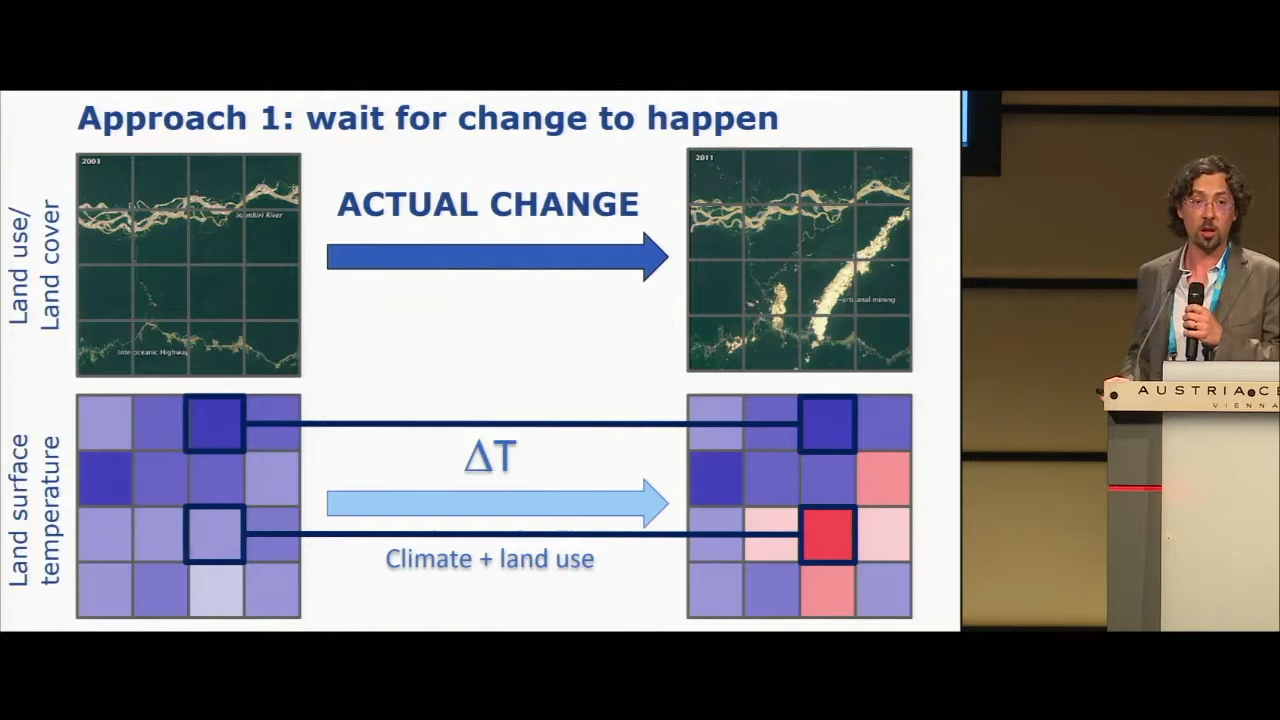 Approach 1: wait for change to happen
Land use/
Land cover
2003
Inambiri River
Interoceanic Highway
ACTUAL CHANGE
2011
artisanal mining
Land surface
temperature
ΔT
Climate + land use
AUSTRIA CE
VIENNA